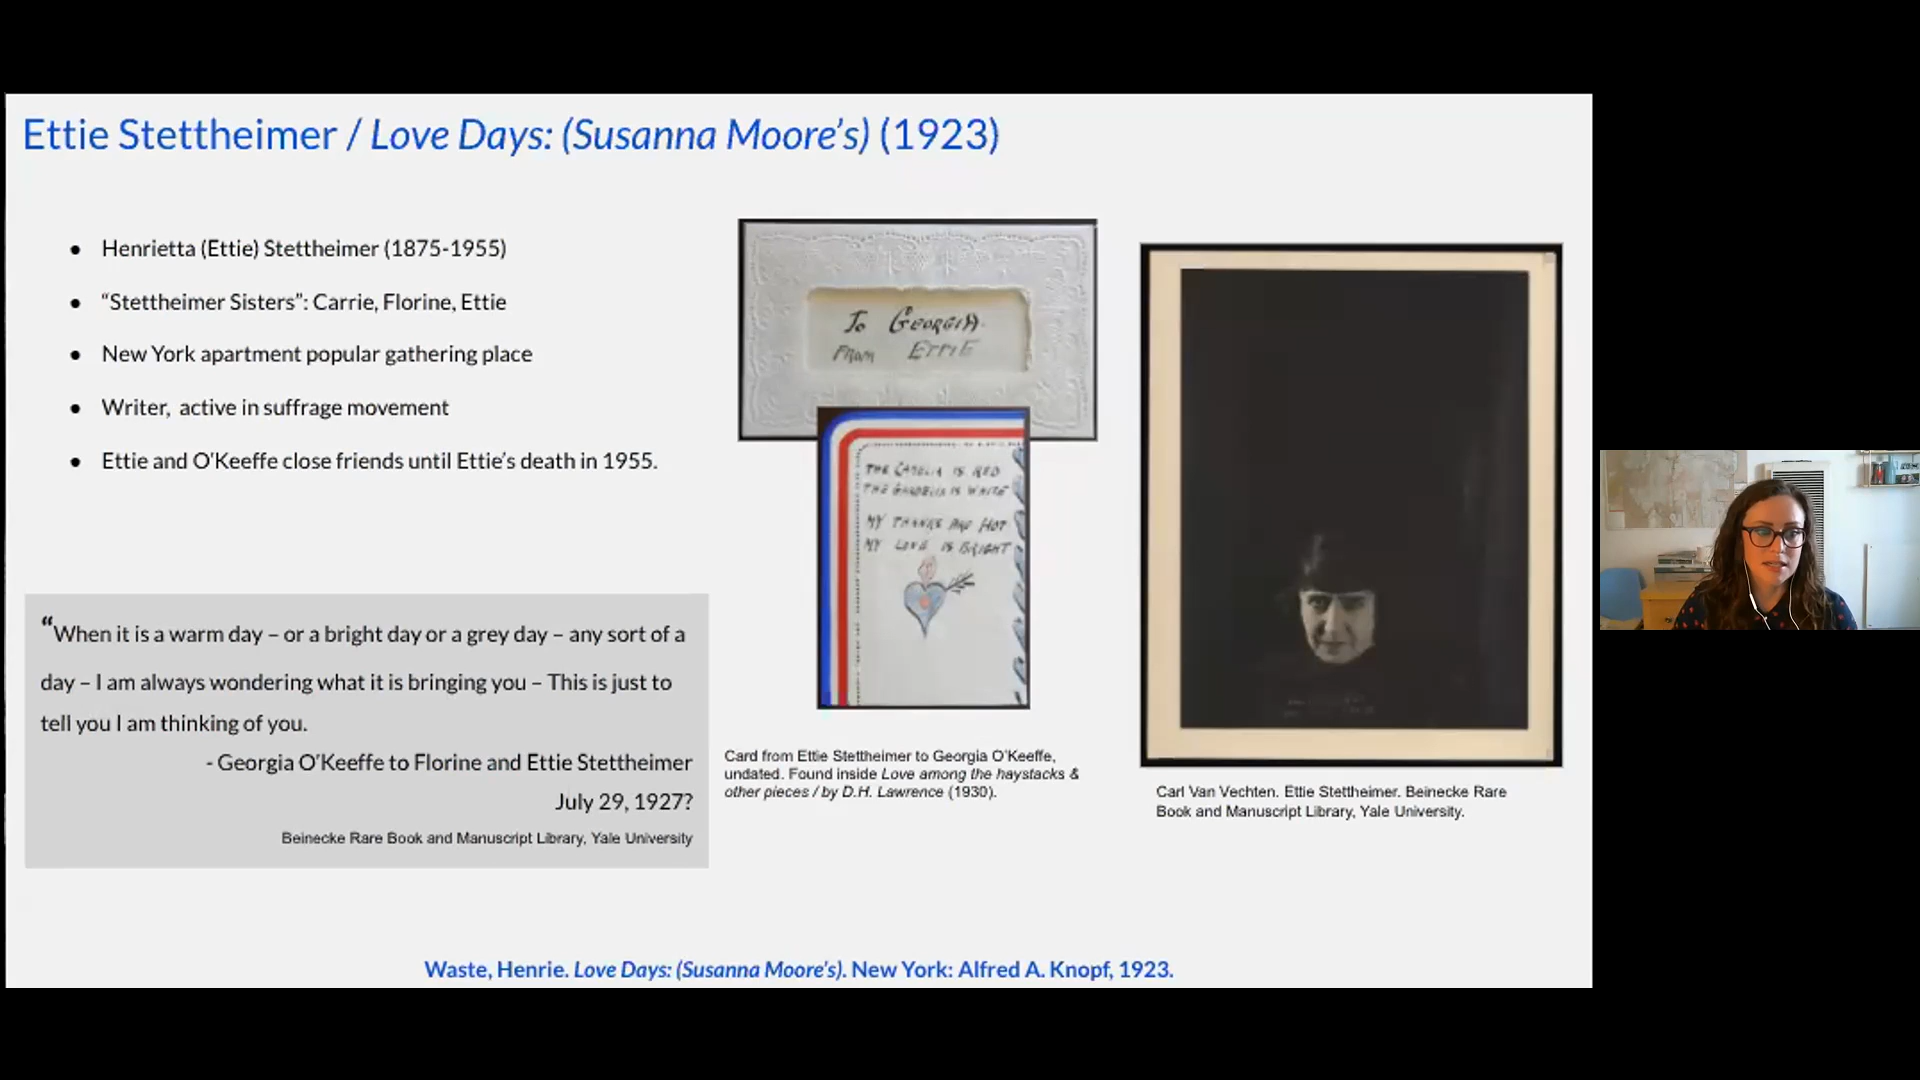 Ettie Stettheimer / Love Days: (Susanna Moore's) (1923)
● Henrietta (Ettie) Stettheimer (1875-1955)
● “Stettheimer Sisters”: Carrie, Florine, Ettie
● New York apartment popular gathering place
● Writer, active in suffrage movement
● Ettie and O'Keeffe close friends until Ettie's death in 1955.
“When it is a warm day – or a bright day or a grey day – any sort of a
day – I am always wondering what it is bringing you – This is just to
tell you I am thinking of you.
- Georgia O'Keeffe to Florine and Ettie Stettheimer
July 29, 1927?
Beinecke Rare Book and Manuscript Library, Yale University
To GEORGIA
FROM ETTIE
THE CAMELIA IS RED
THE GARDENIA IS WHITE
MY THANKS ARE HOT
MY LOVE IS BRIGHT
Card from Ettie Stettheimer to Georgia O'Keeffe,
undated. Found inside Love among the haystacks &
other pieces / by D.H. Lawrence (1930).
Carl Van Vechten. Ettie Stettheimer. Beinecke Rare
Book and Manuscript Library, Yale University.
Waste, Henrie. Love Days: (Susanna Moore's). New York: Alfred A. Knopf, 1923.